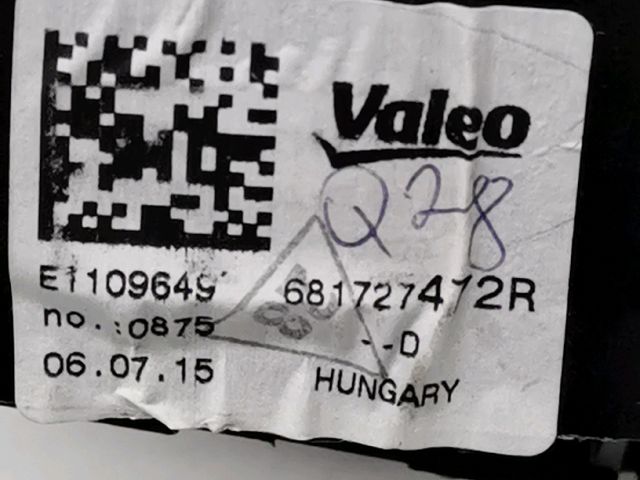 Valeo
Q28
E1109649 681727472R
no.:0875 --D
06.07.15 HUNGARY